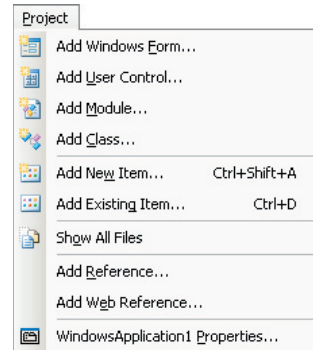 Project
Add Windows Form...
Add User Control...
Add Module...
Add Class...
Add New Item... Ctrl+Shift+A
Add Existing Item... Ctrl+D
Show All Files
Add Reference...
Add Web Reference...
WindowsApplication1 Properties...